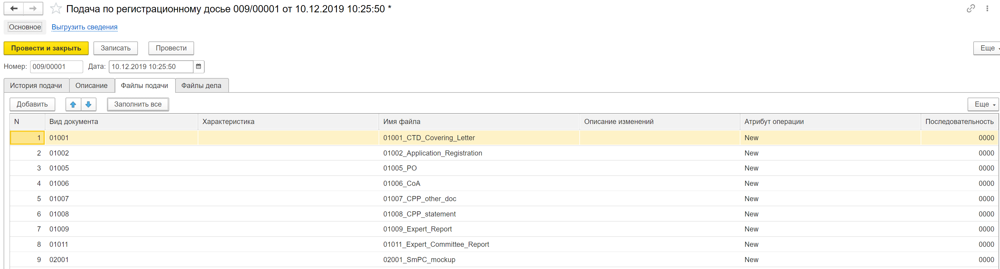 Подача по регистрационному досье 009/00001 от 10.12.2019 10:25:50 *
Основное Выгрузить сведения
Провести и закрыть Записать Провести Еще
Номер: 009/00001 Дата: 10.12.2019 10:25:50
История подачи Описание Файлы подачи Файлы дела
Добавить Заполнить все Еще
N Вид документа Характеристика Имя файла Описание изменений Атрибут операции Последовательность
1 01001 01001_CTD_Covering_Letter New 0000
2 01002 01002_Application_Registration New 0000
3 01005 01005_PO New 0000
4 01006 01006_CoA New 0000
5 01007 01007_CPP_other_doc New 0000
6 01008 01008_CPP_statement New 0000
7 01009 01009_Expert_Report New 0000
8 01011 01011_Expert_Committee_Report New 0000
9 02001 02001_SmPC_mockup New 0000